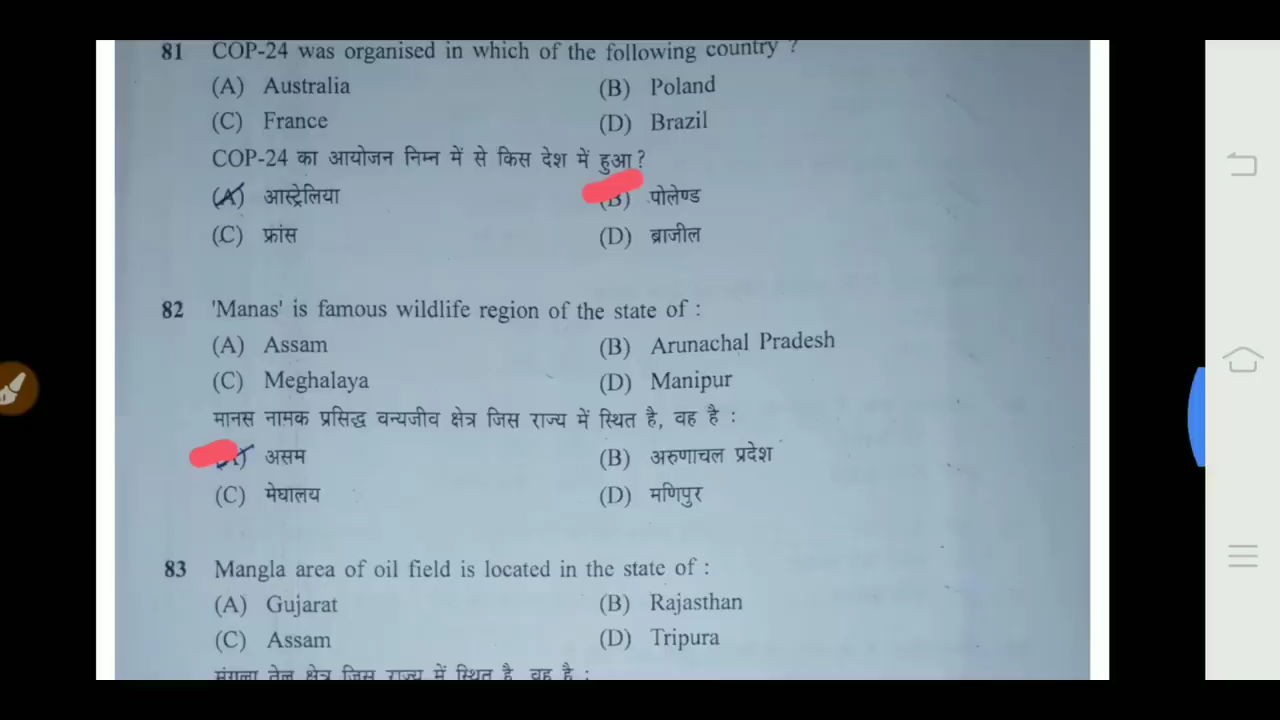 81 COP-24 was organised in which of the following country ?
(A) Australia (B) Poland
(C) France (D) Brazil
COP-24 का आयोजन निम्न में से किस देश में हुआ ?
(A) आस्ट्रेलिया (B) पोलेण्ड
(C) फ्रांस (D) ब्राजील
82 'Manas' is famous wildlife region of the state of :
(A) Assam (B) Arunachal Pradesh
(C) Meghalaya (D) Manipur
मानस नामक प्रसिद्ध वन्यजीव क्षेत्र जिस राज्य में स्थित है, वह है :
(A) असम (B) अरुणाचल प्रदेश
(C) मेघालय (D) मणिपुर
83 Mangla area of oil field is located in the state of :
(A) Gujarat (B) Rajasthan
(C) Assam (D) Tripura
मंगला तेल क्षेत्र जिस राज्य में स्थित है, वह है :